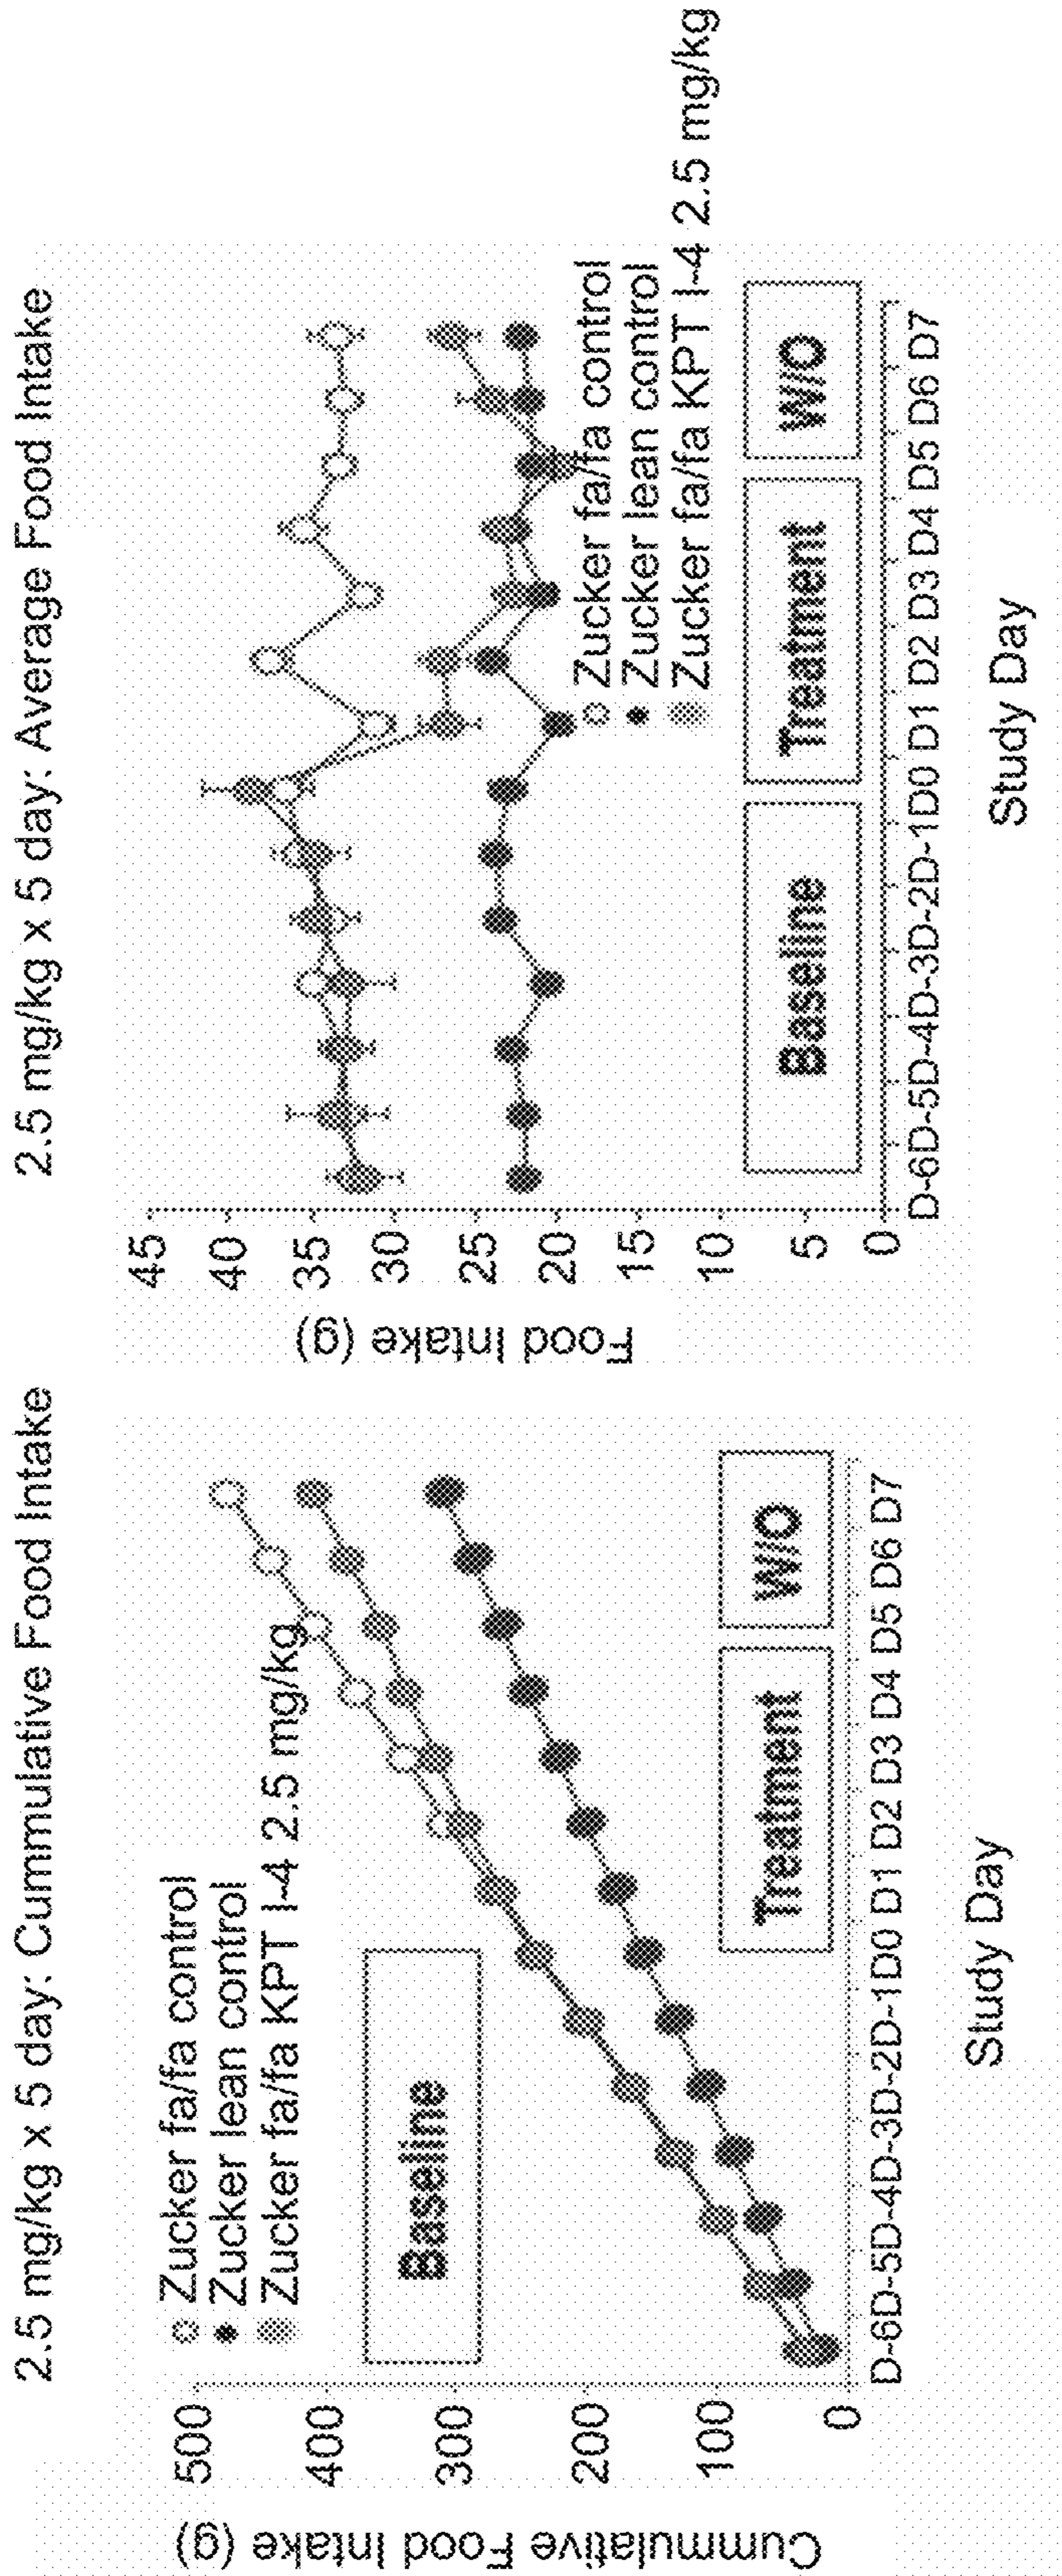 2.5 mg/kg x 5 day: Cummulative Food Intake
Cummulative Food Intake (g)
500
400
300
200
100
0
Zucker fa/fa control
Zucker lean control
Zucker fa/fa KPT I-4 2.5 mg/kg
Baseline
Treatment
W/O
D-6D-5D-4D-3D-2D-1D0 D1 D2 D3 D4 D5 D6 D7
Study Day
2.5 mg/kg x 5 day: Average Food Intake
Food Intake (g)
45
40
35
30
25
20
15
10
5
0
Zucker fa/fa control
Zucker lean control
Zucker fa/fa KPT I-4 2.5 mg/kg
Baseline
Treatment
W/O
D-6D-5D-4D-3D-2D-1D0 D1 D2 D3 D4 D5 D6 D7
Study Day